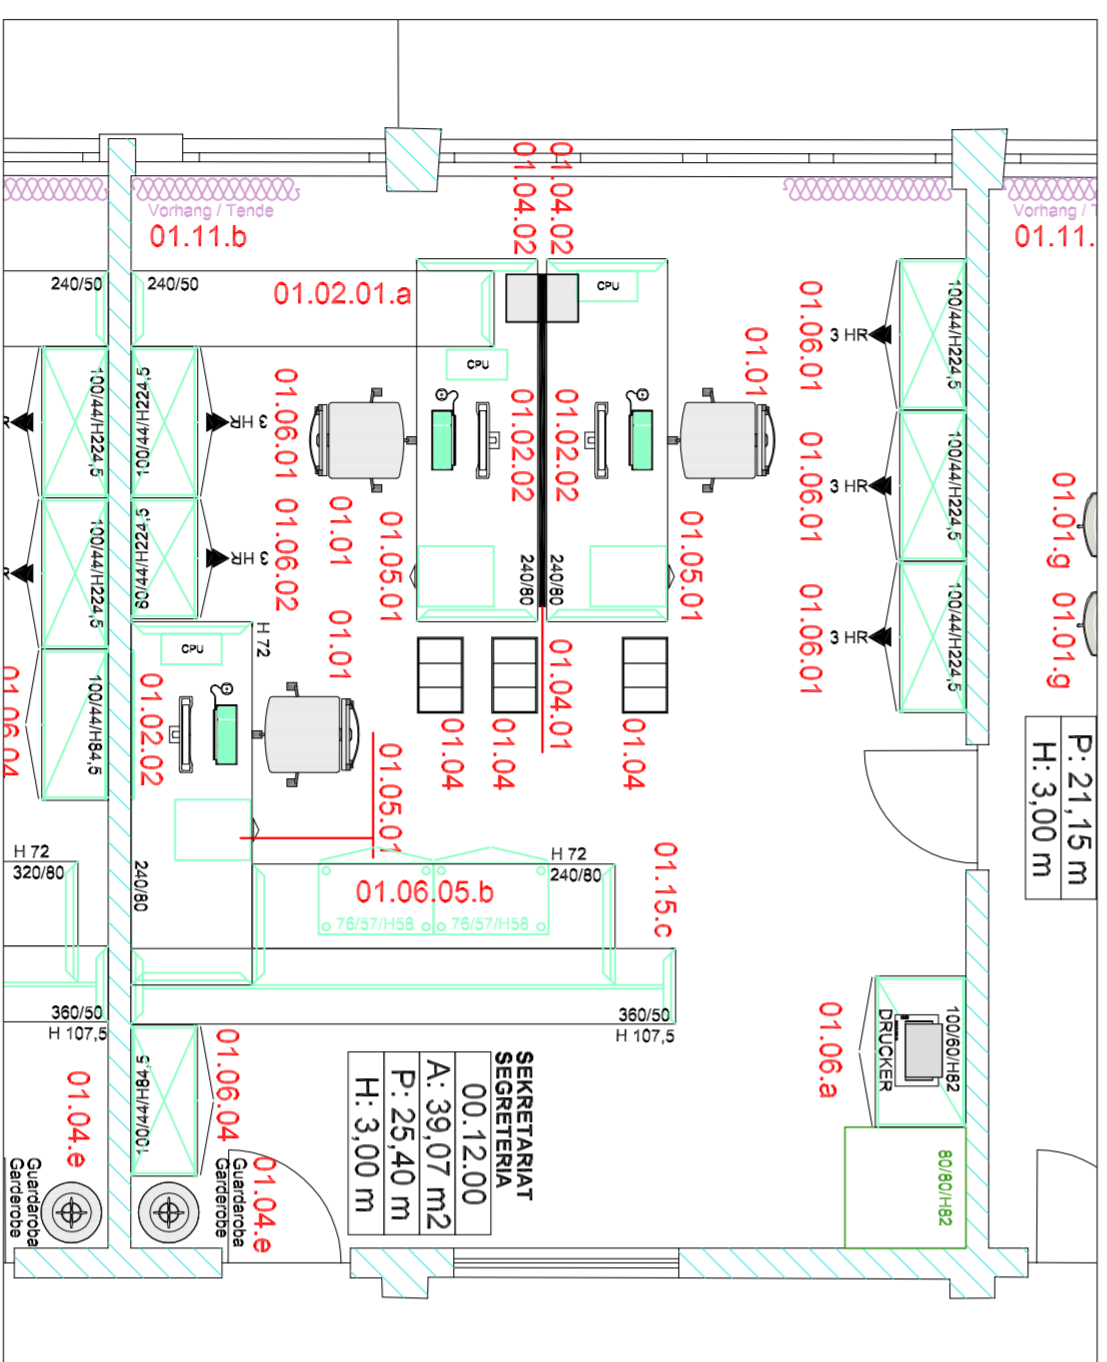 Vorhang / Tende
01.11.b
Vorhang / T
01.11.
01.04.02
01.04.02
240/50
240/50
01.02.01.a
CPU
CPU
01.06.01
3 HR
100/44/H224,5
01.01
01.06.01
3 HR
100/44/H224,5
01.06.01
3 HR
100/44/H224,5
100/44/H224,5
100/44/H224,5
3 HR
01.06.01
01.02.02
01.02.02
01.01
01.05.01
240/80
240/80
01.05.01
100/44/H224,5
90/44/H224,5
3 HR
01.06.02
01.01.g
01.01.g
01.01
H 72
CPU
01.02.02
01.04
01.04
01.04.01
01.04
01.05.01
100/44/H84,5
01.06.04
P: 21,15 m
H: 3,00 m
H 72
320/80
240/80
H 72
240/80
01.06.05.b
76/57/H58
76/57/H58
01.15.c
360/50
H 107,5
360/50
H 107,5
100/44/H84,5
01.06.04
01.04.e
Guardaroba
Garderobe
01.04.e
Guardaroba
Garderobe
SEKRETARIAT
SEGRETERIA
00.12.00
A: 39,07 m2
P: 25,40 m
H: 3,00 m
100/60/H82
DRUCKER
01.06.a
80/80/H82